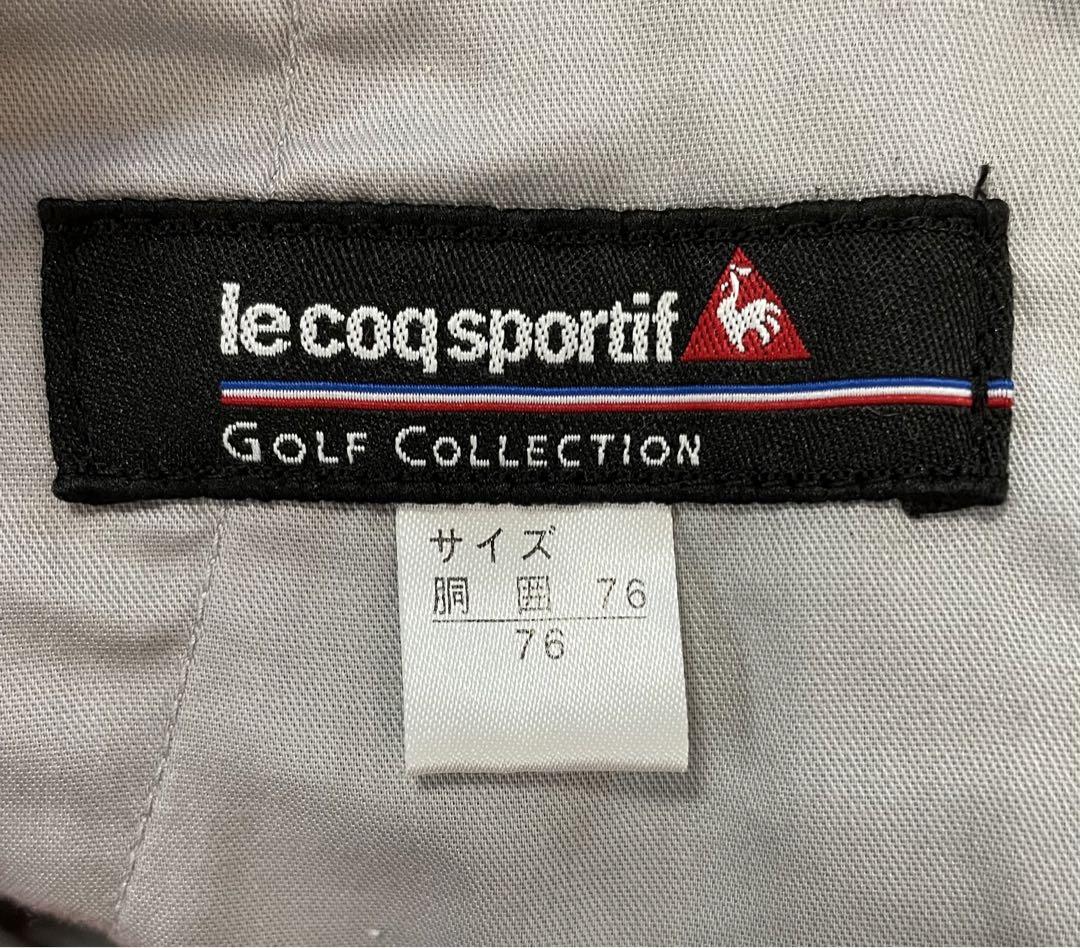 le coq sportif
GOLF COLLECTION
サイズ
胴 囲 76
76